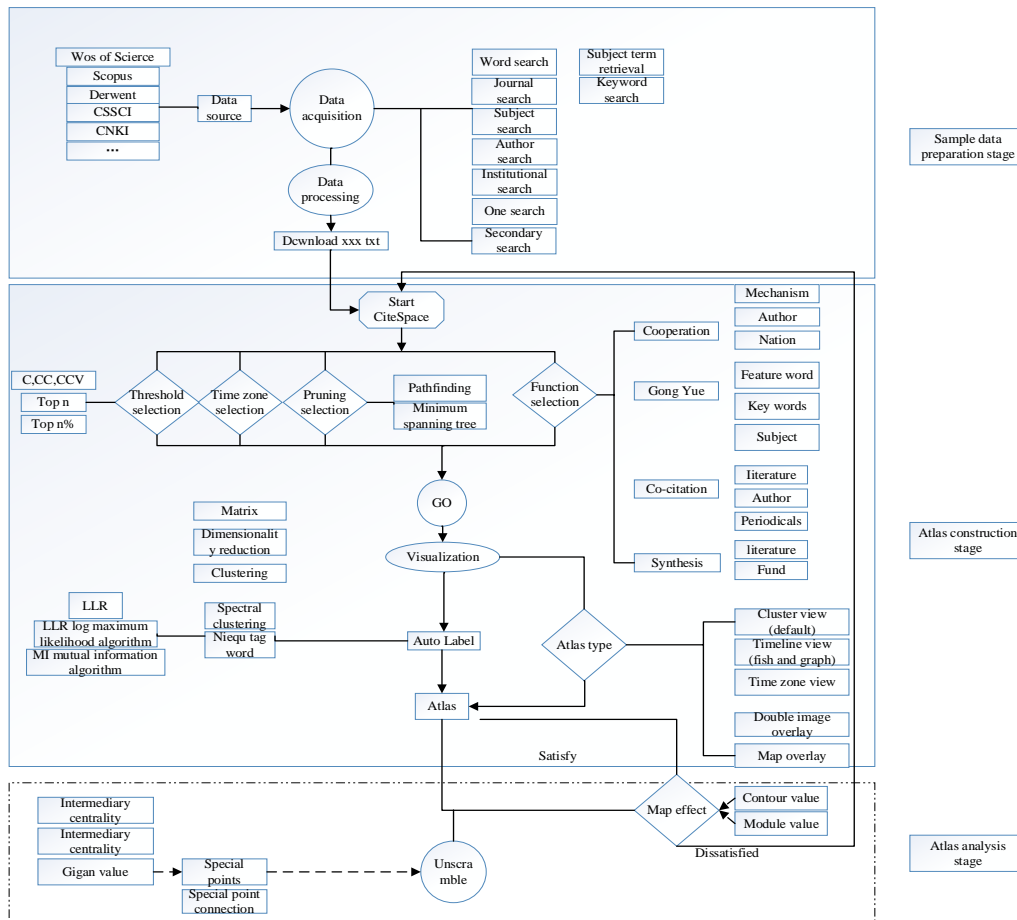 Wos of Scierce
Scopus
Derwent
CSSCI
CNKI
...
Data
source
Data
acquisition
Data
processing
Dcwnload xxx txt
Word search
Journal
search
Subject
search
Author
search
Institutional
search
One search
Secondary
search
Subject term
retrieval
Keyword
search
Sample data
preparation stage
Start
CiteSpace
C,CC,CCV
Top n
Top n%
Threshold
selection
Time zone
selection
Pruning
selection
Pathfinding
Minimum
spanning tree
Function
selection
Cooperation
Mechanism
Author
Nation
Gong Yue
Feature word
Key words
Subject
Co-citation
Iiterature
Author
Periodicals
Synthesis
literature
Fund
GO
Visualization
Matrix
Dimensionalit
y reduction
Clustering
LLR
LLR log maximum
likelihood algorithm
MI mutual information
algorithm
Spectral
clustering
Niequ tag
word
Auto Label
Atlas type
Atlas
Cluster view
(default)
Timeline view
(fish and graph)
Time zone view
Double image
overlay
Map overlay
Atlas construction
stage
Satisfy
Map effect
Contour value
Module value
Dissatisfied
Intermediary
centrality
Intermediary
centrality
Gigan value
Special
points
Special point
connection
Unscra
mble
Atlas analysis
stage